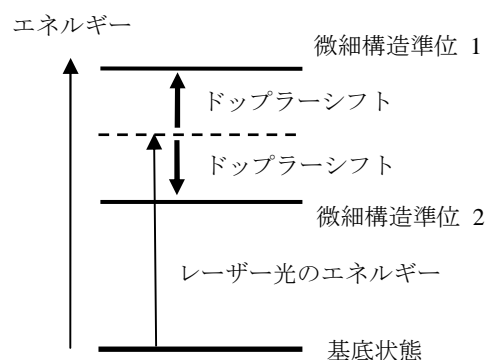 エネルギー
微細構造準位 1
ドップラーシフト
ドップラーシフト
微細構造準位 2
レーザー光のエネルギー
基底状態